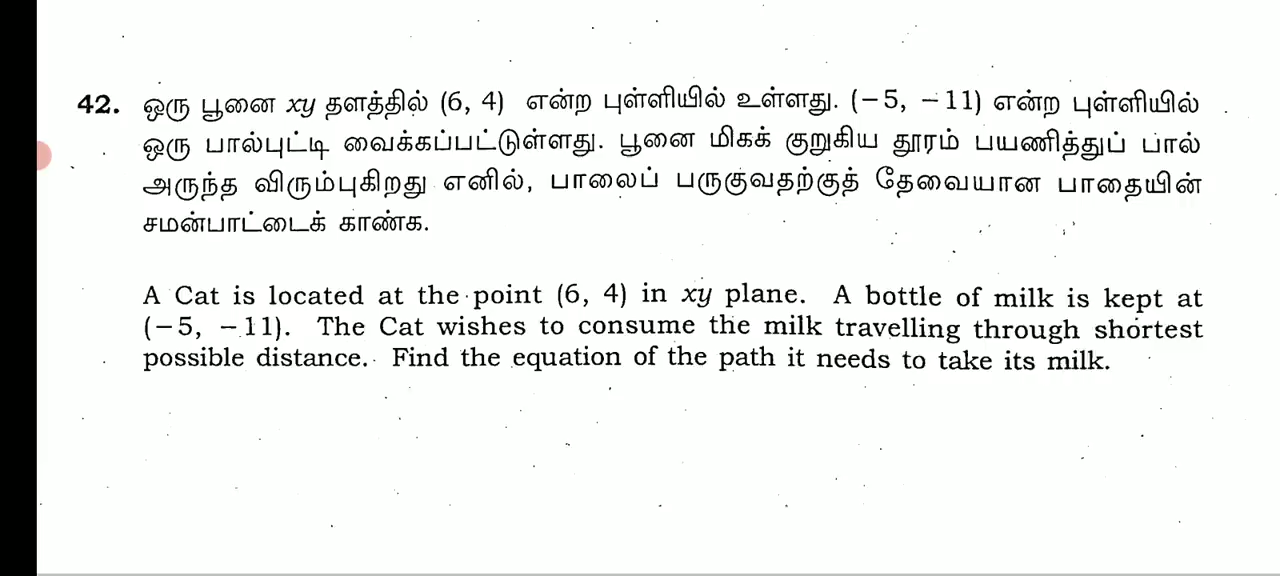 42. ஒரு பூனை xy தளத்தில் (6, 4) என்ற புள்ளியில் உள்ளது. (−5, −11) என்ற புள்ளியில்
ஒரு பால்புட்டி வைக்கப்பட்டுள்ளது. பூனை மிகக் குறுகிய தூரம் பயணித்துப் பால்
அருந்த விரும்புகிறது எனில், பாலைப் பருகுவதற்குத் தேவையான பாதையின்
சமன்பாட்டைக் காண்க.
A Cat is located at the point (6, 4) in xy plane. A bottle of milk is kept at
(−5, −11). The Cat wishes to consume the milk travelling through shortest
possible distance. Find the equation of the path it needs to take its milk.